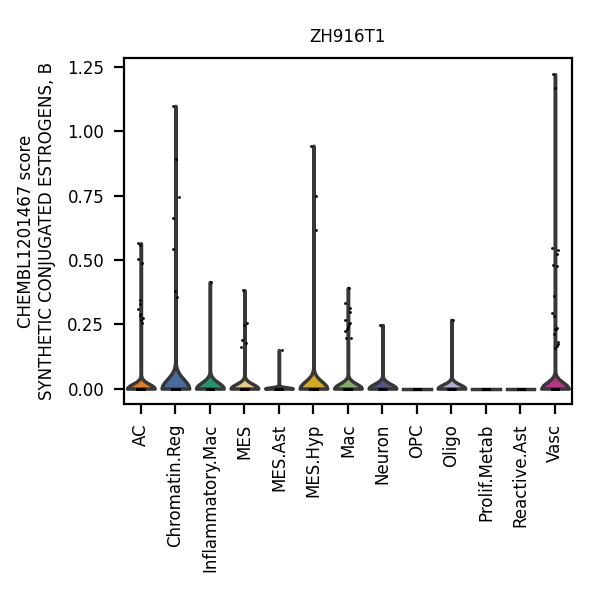 ZH916T1
CHEMBL1201467 score
SYNTHETIC CONJUGATED ESTROGENS, B
1.25
1.00
0.75
0.50
0.25
0.00
AC
Chromatin.Reg
Inflammatory.Mac
MES
MES.Ast
MES.Hyp
Mac
Neuron
OPC
Oligo
Prolif.Metab
Reactive.Ast
Vasc